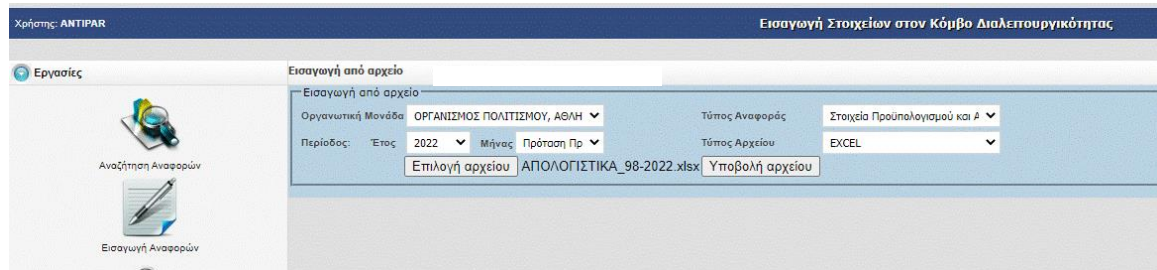 Χρήστης: ANTIPAR
Εισαγωγή Στοιχείων στον Κόμβο Διαλειτουργικότητας
Εργασίες
Αναζήτηση Αναφορών
Εισαγωγή Αναφορών
Εισαγωγή από αρχείο
Εισαγωγή από αρχείο
Οργανωτική Μονάδα ΟΡΓΑΝΙΣΜΟΣ ΠΟΛΙΤΙΣΜΟΥ, ΑΘΛΗ Τύπος Αναφοράς Στοιχεία Προϋπολογισμού και Α
Περίοδος: Έτος 2022 Μήνας Πρόταση Πρ Τύπος Αρχείου EXCEL
Επιλογή αρχείου ΑΠΟΛΟΓΙΣΤΙΚΑ_98-2022.xlsx Υποβολή αρχείου